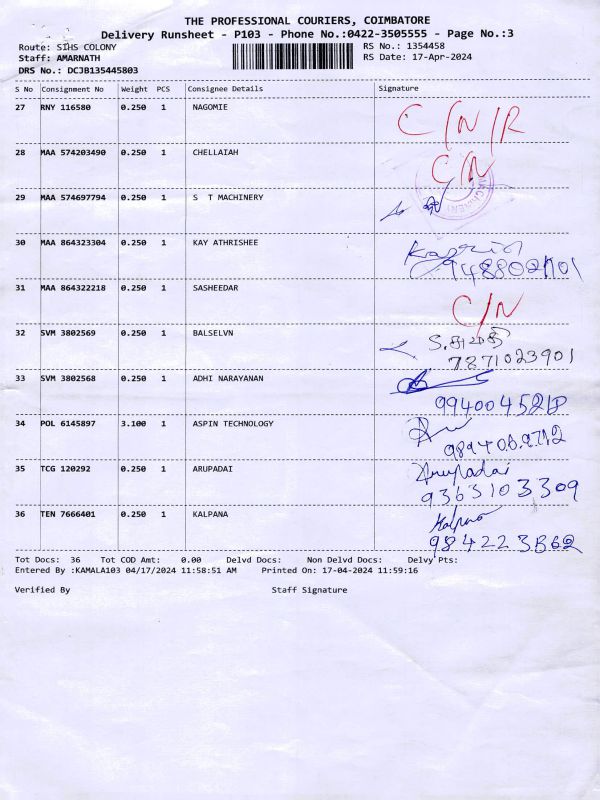 THE PROFESSIONAL COURIERS, COIMBATORE
Delivery Runsheet - P103 - Phone No.:0422-3505555 - Page No.:3
Route: SIHS COLONY RS No.: 1354458
Staff: AMARNATH RS Date: 17-Apr-2024
DRS No.: DCJB135445803
S No Consignment No Weight PCS Consignee Details Signature
27 RNY 116580 0.250 1 NAGOMIE C/N/R
28 MAA 574203490 0.250 1 CHELLAIAH C/N
29 MAA 574697794 0.250 1 S T MACHINERY
30 MAA 864323304 0.250 1 KAY ATHRISHEE
31 MAA 864322218 0.250 1 SASHEEDAR C/N
32 SVM 3802569 0.250 1 BALSELVN
7871023901
33 SVM 3802568 0.250 1 ADHI NARAYANAN
34 POL 6145897 3.100 1 ASPIN TECHNOLOGY
35 TCG 120292 0.250 1 ARUPADAI Arupadai
9363103309
36 TEN 7666401 0.250 1 KALPANA Kalpana
Tot Docs: 36 Tot COD Amt: 0.00 Delvd Docs: Non Delvd Docs: Delvy Pts:
Entered By :KAMALA103 04/17/2024 11:58:51 AM Printed On: 17-04-2024 11:59:16
Verified By Staff Signature